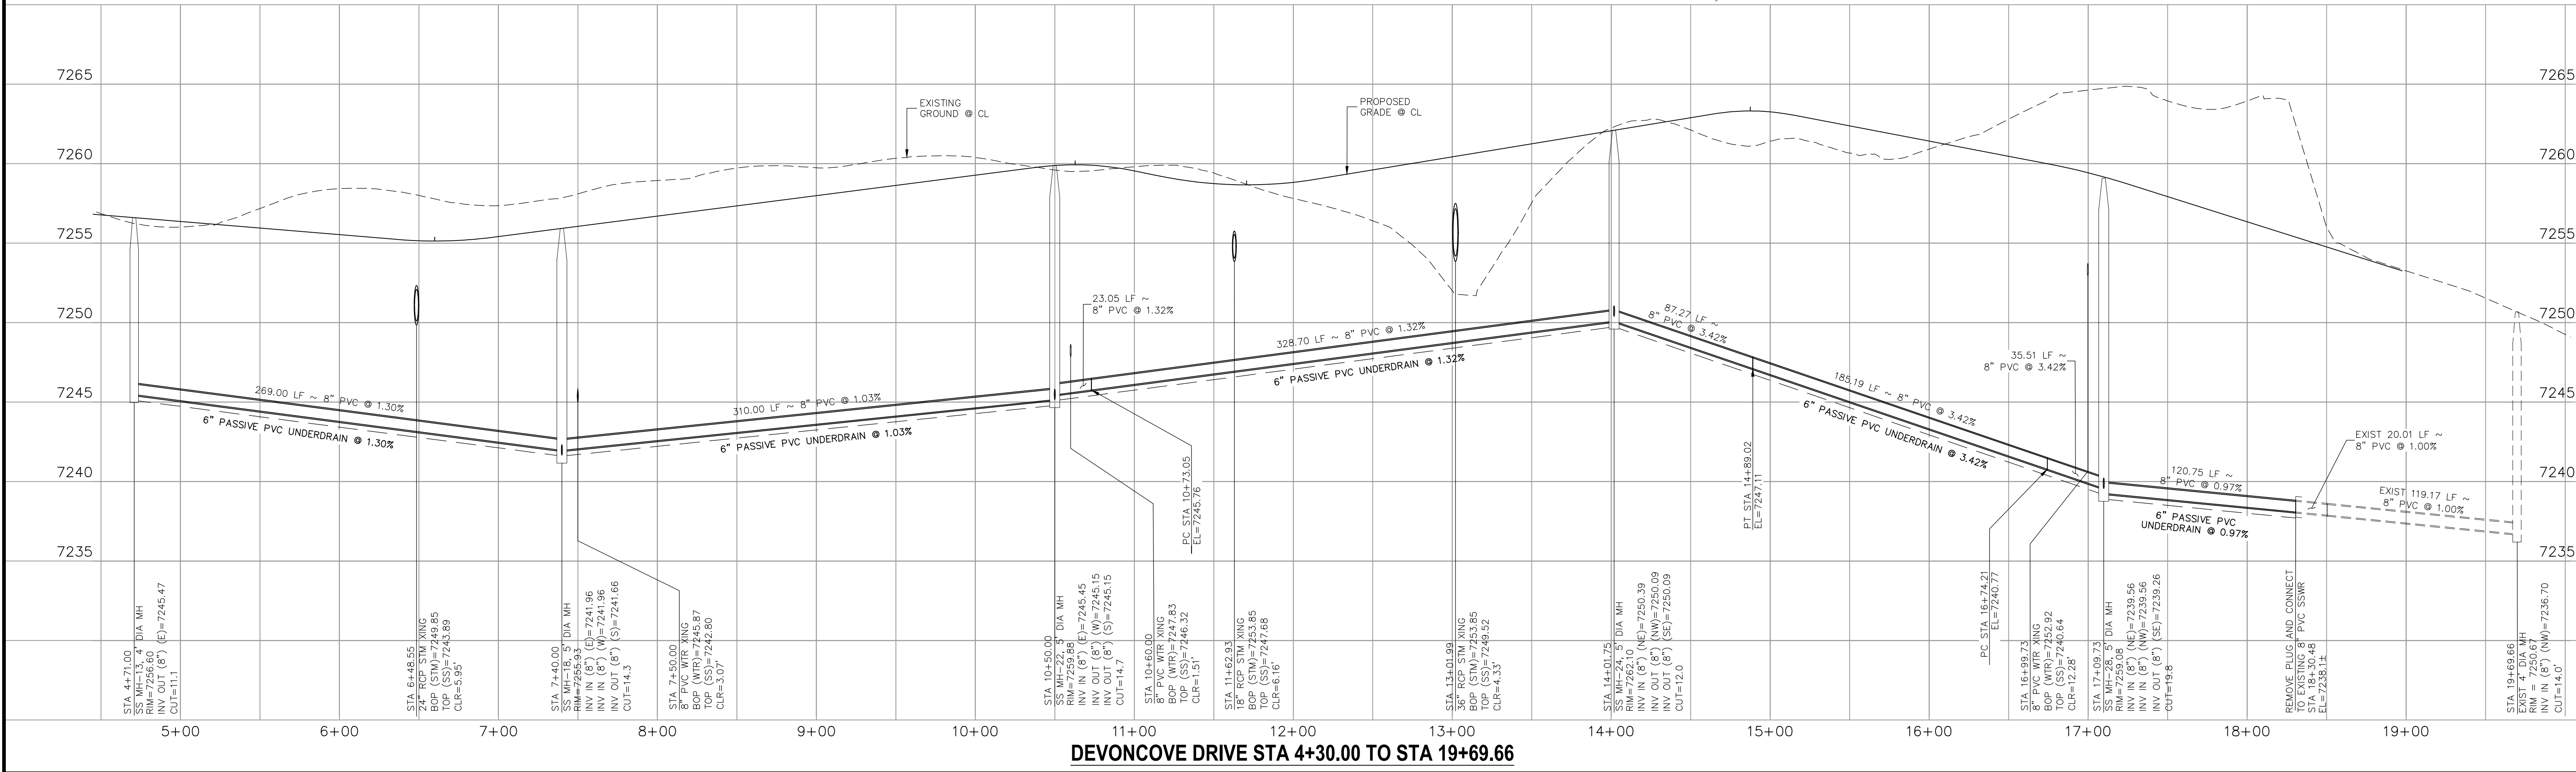 7265
7260
7255
7250
7245
7240
7235
7265
7260
7255
7250
7245
7240
7235
EXISTING
GROUND @ CL
PROPOSED
GRADE @ CL
269.00 LF ~ 8" PVC @ 1.30%
6" PASSIVE PVC UNDERDRAIN @ 1.30%
310.00 LF ~ 8" PVC @ 1.03%
6" PASSIVE PVC UNDERDRAIN @ 1.03%
23.05 LF ~
8" PVC @ 1.32%
328.70 LF ~ 8" PVC @ 1.32%
6" PASSIVE PVC UNDERDRAIN @ 1.32%
87.27 LF ~
8" PVC @ 3.42%
185.19 LF ~ 8" PVC @ 3.42%
6" PASSIVE PVC UNDERDRAIN @ 3.42%
35.51 LF ~
8" PVC @ 3.42%
120.75 LF ~
8" PVC @ 0.97%
6" PASSIVE PVC
UNDERDRAIN @ 0.97%
EXIST 20.01 LF ~
8" PVC @ 1.00%
EXIST 119.17 LF ~
8" PVC @ 1.00%
STA 4+71.00
SS MH-13, 4' DIA MH
RIM=7256.60
INV OUT (8") (E)=7245.47
CUT=11.1
STA 6+48.55
24" RCP STM XING
BOP (STM)=7249.85
TOP (SS)=7243.89
CLR=5.95'
STA 7+40.00
SS MH-18, 5' DIA MH
RIM=7255.93
INV IN (8") (E)=7241.96
INV IN (8") (W)=7241.96
INV OUT (8") (S)=7241.66
CUT=14.3
STA 7+50.00
8" PVC WTR XING
BOP (WTR)=7245.87
TOP (SS)=7242.80
CLR=3.07'
STA 10+50.00
SS MH-22, 5' DIA MH
RIM=7259.88
INV IN (8") (E)=7245.45
INV OUT (8") (W)=7245.15
INV OUT (8") (S)=7245.15
CUT=14.7
STA 10+60.00
8" PVC WTR XING
BOP (WTR)=7247.83
TOP (SS)=7246.32
CLR=1.51'
PC STA 10+73.05
EL=7245.76
STA 11+62.93
18" RCP STM XING
BOP (STM)=7253.85
TOP (SS)=7247.68
CLR=6.16'
STA 13+01.99
36" RCP STM XING
BOP (STM)=7253.85
TOP (SS)=7249.52
CLR=4.33'
STA 14+01.75
SS MH-24, 5' DIA MH
RIM=7262.10
INV IN (8") (NE)=7250.39
INV OUT (8") (NW)=7250.09
INV OUT (8") (SE)=7250.09
CUT=12.0
PT STA 14+89.02
EL=7247.11
PC STA 16+74.21
EL=7240.77
STA 16+99.73
8" PVC WTR XING
BOP (WTR)=7252.92
TOP (SS)=7240.64
CLR=12.28'
STA 17+09.73
SS MH-28, 5' DIA MH
RIM=7259.08
INV IN (8") (NE)=7239.56
INV IN (8") (NW)=7239.56
INV OUT (8") (SE)=7239.26
CUT=19.8
REMOVE PLUG AND CONNECT
TO EXISTING 8" PVC SSWR
STA 18+30.48
EL=7238.1±
STA 19+69.66
EXIST 4' DIA MH
RIM = 7250.67
INV IN (8") (NW)=7236.70
CUT=14.0'
5+00
6+00
7+00
8+00
9+00
10+00
11+00
12+00
13+00
14+00
15+00
16+00
17+00
18+00
19+00
DEVONCOVE DRIVE STA 4+30.00 TO STA 19+69.66